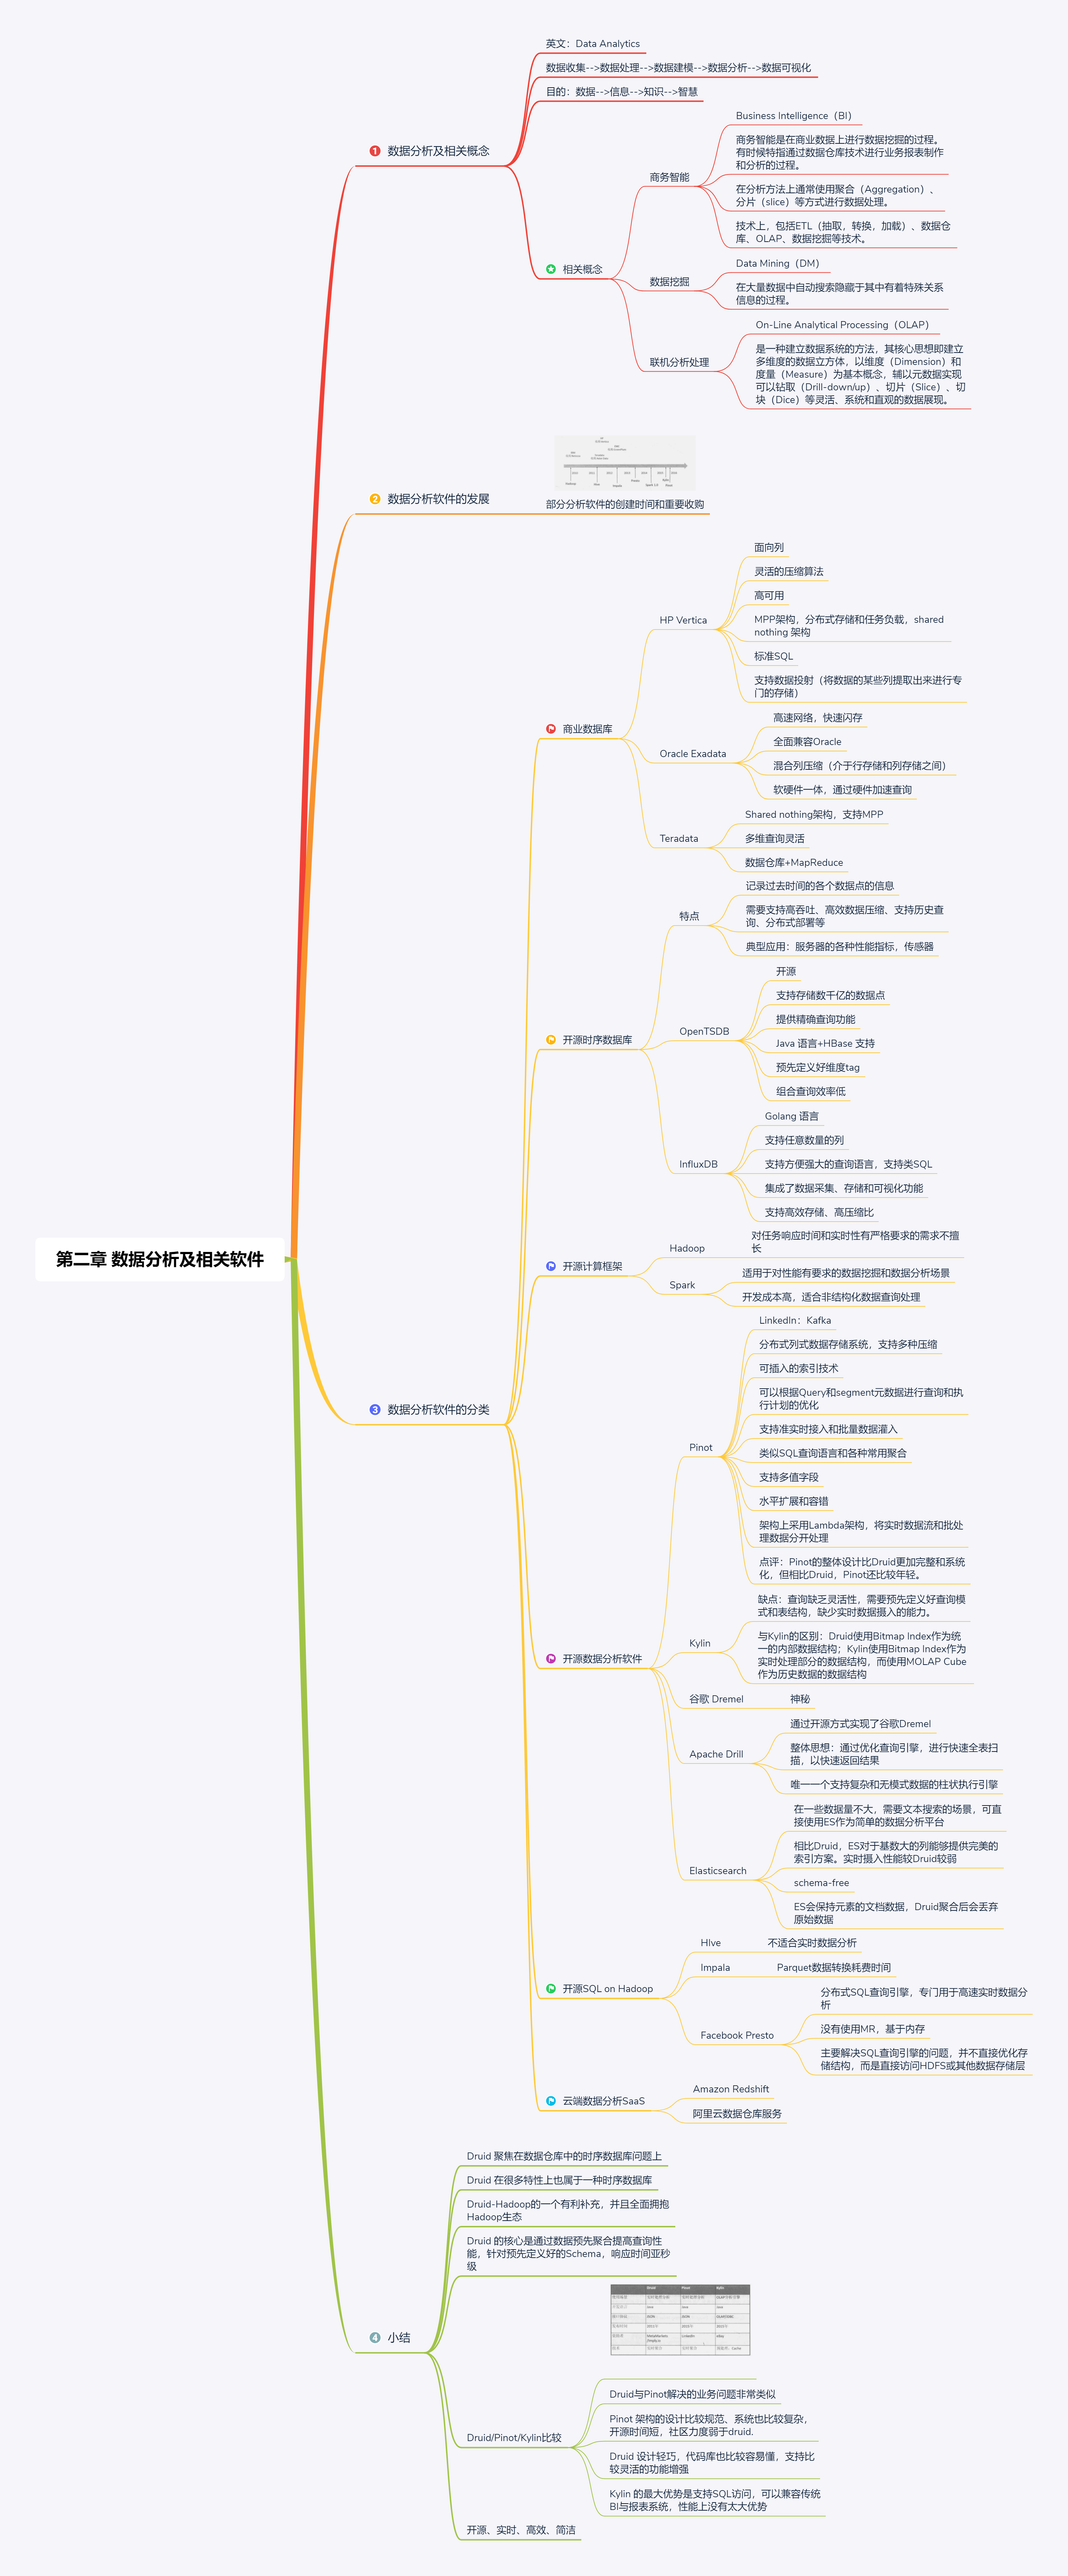 第二章 数据分析及相关软件
1 数据分析及相关概念
英文：Data Analytics
数据收集-->数据处理-->数据建模-->数据分析-->数据可视化
目的：数据-->信息-->知识-->智慧
相关概念
商务智能
Business Intelligence（BI）
商务智能是在商业数据上进行数据挖掘的过程。
有时候特指通过数据仓库技术进行业务报表制作
和分析的过程。
在分析方法上通常使用聚合（Aggregation）、
分片（slice）等方式进行数据处理。
技术上，包括ETL（抽取，转换，加载）、数据仓
库、OLAP、数据挖掘等技术。
数据挖掘
Data Mining（DM）
在大量数据中自动搜索隐藏于其中有着特殊关系
信息的过程。
联机分析处理
On-Line Analytical Processing（OLAP）
是一种建立数据系统的方法，其核心思想即建立
多维度的数据立方体，以维度（Dimension）和
度量（Measure）为基本概念，辅以元数据实现
可以钻取（Drill-down/up）、切片（Slice）、切
块（Dice）等灵活、系统和直观的数据展现。
2 数据分析软件的发展
部分分析软件的创建时间和重要收购
3 数据分析软件的分类
商业数据库
HP Vertica
面向列
灵活的压缩算法
高可用
MPP架构，分布式存储和任务负载，shared
nothing 架构
标准SQL
支持数据投射（将数据的某些列提取出来进行专
门的存储）
Oracle Exadata
高速网络，快速闪存
全面兼容Oracle
混合列压缩（介于行存储和列存储之间）
软硬件一体，通过硬件加速查询
Teradata
Shared nothing架构，支持MPP
多维查询灵活
数据仓库+MapReduce
开源时序数据库
特点
记录过去时间的各个数据点的信息
需要支持高吞吐、高效数据压缩、支持历史查
询、分布式部署等
典型应用：服务器的各种性能指标，传感器
OpenTSDB
开源
支持存储数千亿的数据点
提供精确查询功能
Java 语言+HBase 支持
预先定义好维度tag
组合查询效率低
InfluxDB
Golang 语言
支持任意数量的列
支持方便强大的查询语言，支持类SQL
集成了数据采集、存储和可视化功能
支持高效存储、高压缩比
开源计算框架
Hadoop
对任务响应时间和实时性有严格要求的需求不擅
长
Spark
适用于对性能有要求的数据挖掘和数据分析场景
开发成本高，适合非结构化数据查询处理
开源数据分析软件
Pinot
LinkedIn：Kafka
分布式列式数据存储系统，支持多种压缩
可插入的索引技术
可以根据Query和segment元数据进行查询和执
行计划的优化
支持准实时接入和批量数据灌入
类似SQL查询语言和各种常用聚合
支持多值字段
水平扩展和容错
架构上采用Lambda架构，将实时数据流和批处
理数据分开处理
点评：Pinot的整体设计比Druid更加完整和系统
化，但相比Druid，Pinot还比较年轻。
Kylin
缺点：查询缺乏灵活性，需要预先定义好查询模
式和表结构，缺少实时数据摄入的能力。
与Kylin的区别：Druid使用Bitmap Index作为统
一的内部数据结构；Kylin使用Bitmap Index作为
实时处理部分的数据结构，而使用MOLAP Cube
作为历史数据的数据结构
谷歌 Dremel
神秘
Apache Drill
通过开源方式实现了谷歌Dremel
整体思想：通过优化查询引擎，进行快速全表扫
描，以快速返回结果
唯一一个支持复杂和无模式数据的柱状执行引擎
Elasticsearch
在一些数据量不大，需要文本搜索的场景，可直
接使用ES作为简单的数据分析平台
相比Druid，ES对于基数大的列能够提供完美的
索引方案。实时摄入性能较Druid较弱
schema-free
ES会保持元素的文档数据，Druid聚合后会丢弃
原始数据
开源SQL on Hadoop
HIve
不适合实时数据分析
Impala
Parquet数据转换耗费时间
Facebook Presto
分布式SQL查询引擎，专门用于高速实时数据分
析
没有使用MR，基于内存
主要解决SQL查询引擎的问题，并不直接优化存
储结构，而是直接访问HDFS或其他数据存储层
云端数据分析SaaS
Amazon Redshift
阿里云数据仓库服务
4 小结
Druid 聚焦在数据仓库中的时序数据库问题上
Druid 在很多特性上也属于一种时序数据库
Druid-Hadoop的一个有利补充，并且全面拥抱
Hadoop生态
Druid 的核心是通过数据预先聚合提高查询性
能，针对预先定义好的Schema，响应时间亚秒
级
Druid/Pinot/Kylin比较
Druid Pinot Kylin
Druid与Pinot解决的业务问题非常类似
Pinot 架构的设计比较规范、系统也比较复杂，
开源时间短，社区力度弱于druid.
Druid 设计轻巧，代码库也比较容易懂，支持比
较灵活的功能增强
Kylin 的最大优势是支持SQL访问，可以兼容传统
BI与报表系统，性能上没有太大优势
开源、实时、高效、简洁